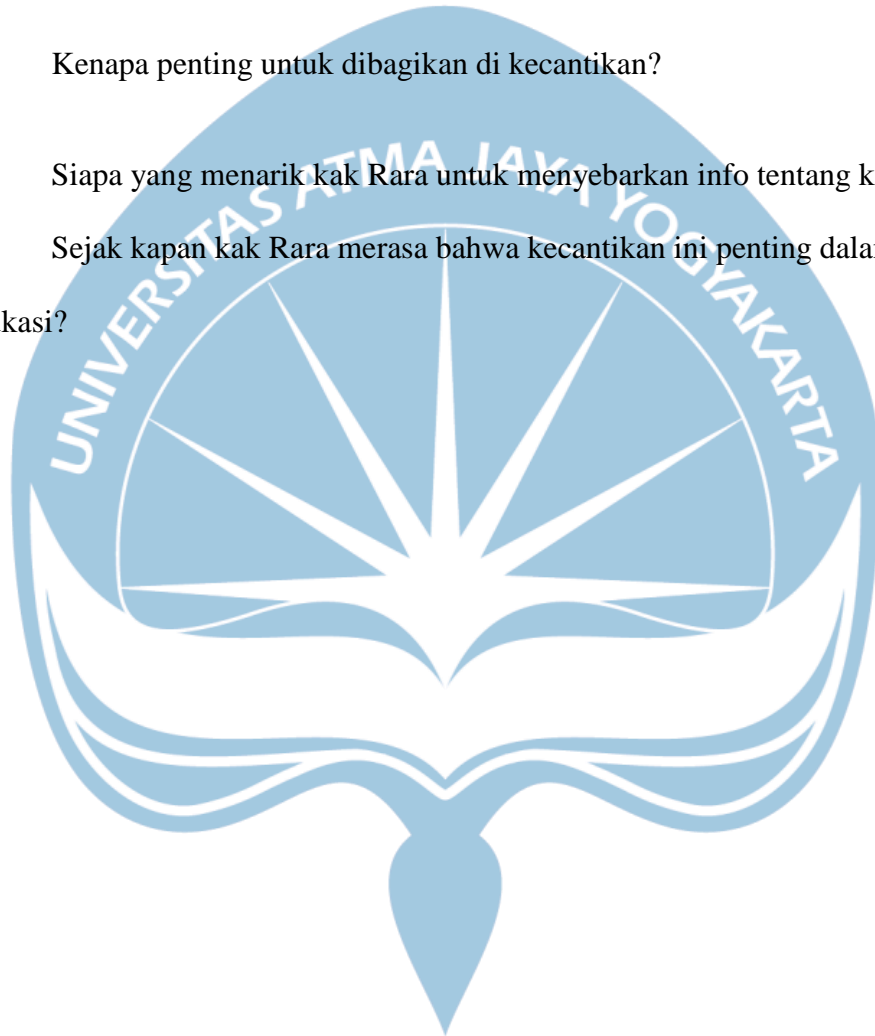 Kenapa penting untuk dibagikan di kecantikan?
Siapa yang menarik kak Rara untuk menyebarkan info tentang k
Sejak kapan kak Rara merasa bahwa kecantikan ini penting dala
kasi?
UNIVERSITAS ATMA JAYA YOGYAKARTA